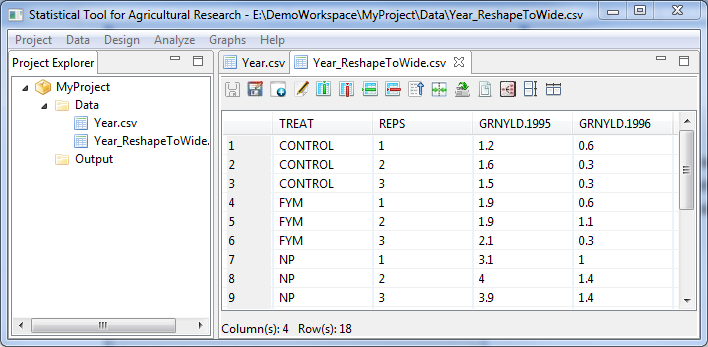 Statistical Tool for Agricultural Research - E:\DemoWorkspace\MyProject\Data\Year_ReshapeToWide.csv
Project Data Design Analyze Graphs Help
Project Explorer
MyProject
Data
Year.csv
Year_ReshapeToWide.
Output
Year.csv Year_ReshapeToWide.csv
TREAT REPS GRNYLD.1995 GRNYLD.1996
1 CONTROL 1 1.2 0.6
2 CONTROL 2 1.6 0.3
3 CONTROL 3 1.5 0.3
4 FYM 1 1.9 0.6
5 FYM 2 1.9 1.1
6 FYM 3 2.1 0.3
7 NP 1 3.1 1
8 NP 2 4 1.4
9 NP 3 3.9 1.4
Column(s): 4 Row(s): 18